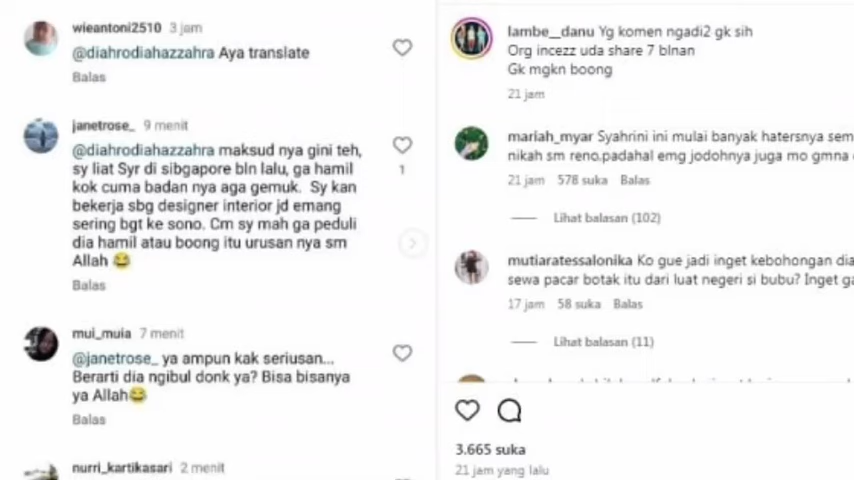 wieantoni2510 3 jam
@diahrodiahazzahra Aya translate
Balas
janetrose_ 9 menit
@diahrodiahazzahra maksud nya gini teh,
sy liat Syr di sibgapore bln lalu, ga hamil
kok cuma badan nya aga gemuk. Sy kan
bekerja sbg designer interior jd emang
sering bgt ke sono. Cm sy mah ga peduli
dia hamil atau boong itu urusan nya sm
Allah 😂
1
Balas
mui_muia 7 menit
@janetrose_ ya ampun kak seriusan...
Berarti dia ngibul donk ya? Bisa bisanya
ya Allah😂
Balas
nurri_kartikasari 2 menit
lambe__danu Yg komen ngadi2 gk sih
Org incezz uda share 7 blnan
Gk mgkn boong
21 jam
mariah_myar Syahrini ini mulai banyak hatersnya sem
nikah sm reno.padahal emg jodohnya juga mo gmna
21 jam 578 suka Balas
Lihat balasan (102)
mutiaratessalonika Ko gue jadi inget kebohongan dia
sewa pacar botak itu dari luat negeri si bubu? Inget ga
17 jam 58 suka Balas
Lihat balasan (11)
3.665 suka
21 jam yang lalu